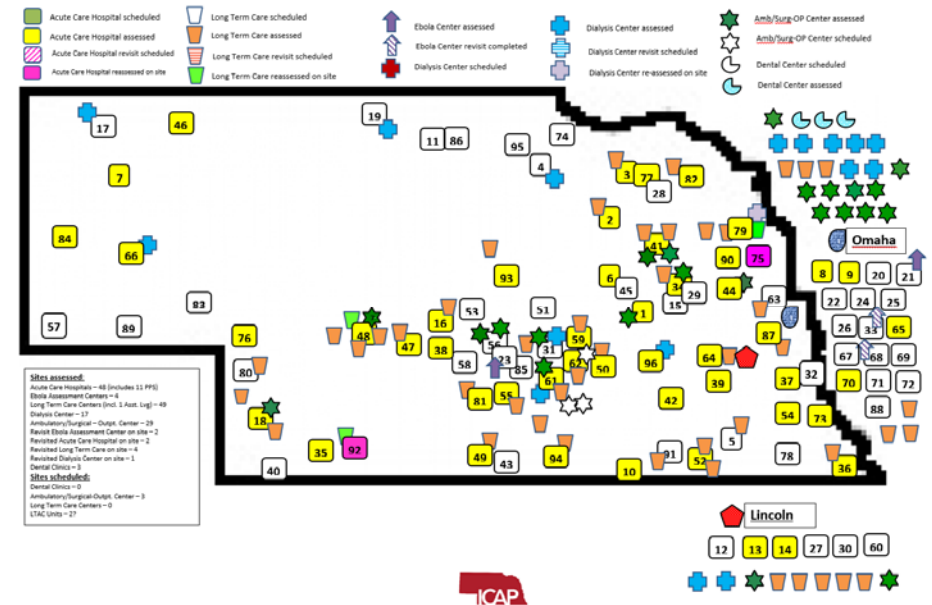 Acute Care Hospital scheduled
Acute Care Hospital assessed
Acute Care Hospital revisit scheduled
Acute Care Hospital reassessed on site
Long Term Care scheduled
Long Term Care assessed
Long Term Care revisit scheduled
Long Term Care reassessed on site
Ebola Center assessed
Ebola Center revisit completed
Dialysis Center scheduled
Dialysis Center assessed
Dialysis Center revisit scheduled
Dialysis Center re-assessed on site
Amb/Surg-OP Center assessed
Amb/Surg-OP Center scheduled
Dental Center scheduled
Dental Center assessed
17
46
19
11
86
95
74
4
7
3
77
82
28
2
84
66
79
41
90
75
93
6
45
34
15
29
44
63
83
57
89
76
16
53
51
1
87
48
47
38
56
23
31
59
58
85
62
50
96
64
80
61
39
37
32
81
55
42
18
54
73
35
92
49
43
94
5
91
52
78
40
10
36
Omaha
8
9
20
21
22
24
25
26
33
65
67
68
69
70
71
72
88
Sites assessed:
Acute Care Hospitals – 48 (includes 11 PPS)
Ebola Assessment Centers – 4
Long Term Care Centers (incl. 1 Asst. Lvg) – 49
Dialysis Center – 17
Ambulatory/Surgical – Outpt. Center – 29
Revisit Ebola Assessment Center on site – 2
Revisited Acute Care Hospital on site – 2
Revisited Long Term Care on site – 4
Revisited Dialysis Center on site – 1
Dental Clinics – 3
Sites scheduled:
Dental Clinics – 0
Ambulatory/Surgical-Outpt. Center – 3
Long Term Care Centers – 0
LTAC Units – 2?
Lincoln
12
13
14
27
30
60
ICAP